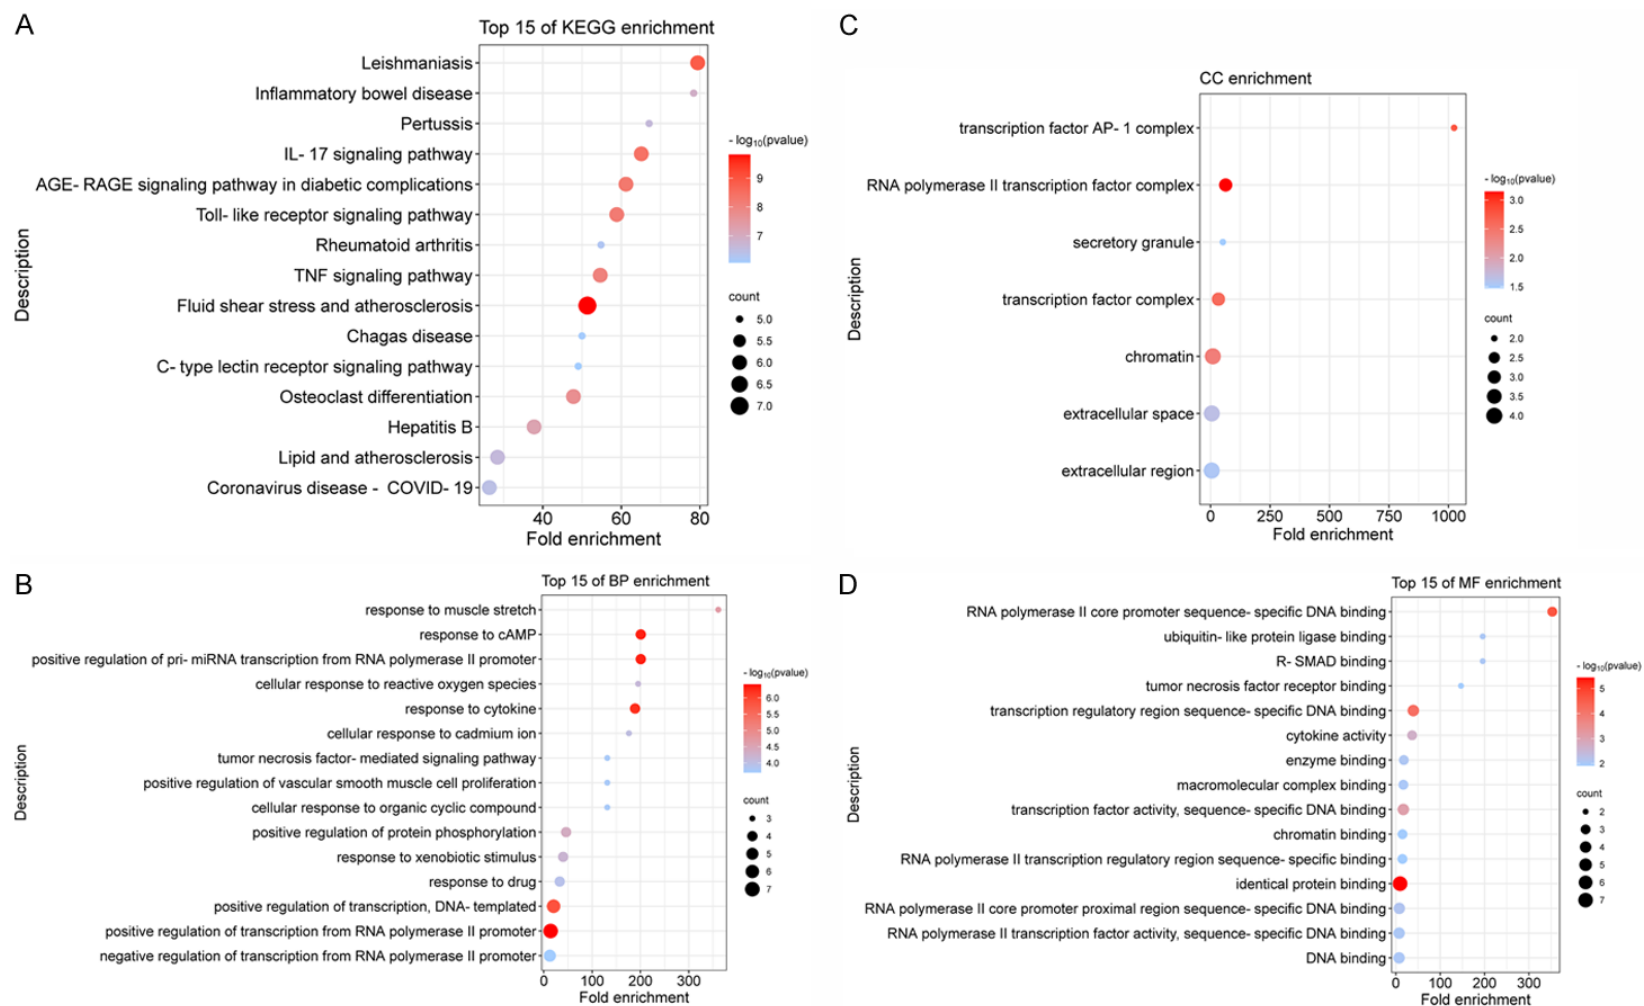 A
Top 15 of KEGG enrichment
Leishmaniasis
Inflammatory bowel disease
Pertussis
IL- 17 signaling pathway
AGE- RAGE signaling pathway in diabetic complications
Toll- like receptor signaling pathway
Rheumatoid arthritis
TNF signaling pathway
Fluid shear stress and atherosclerosis
Chagas disease
C- type lectin receptor signaling pathway
Osteoclast differentiation
Hepatitis B
Lipid and atherosclerosis
Coronavirus disease - COVID- 19
Description
40 60 80
Fold enrichment
- log10(pvalue)
9
8
7
count
5.0
5.5
6.0
6.5
7.0
C
CC enrichment
transcription factor AP- 1 complex
RNA polymerase II transcription factor complex
secretory granule
transcription factor complex
chromatin
extracellular space
extracellular region
Description
0 250 500 750 1000
Fold enrichment
- log10(pvalue)
3.0
2.5
2.0
1.5
count
2.0
2.5
3.0
3.5
4.0
B
Top 15 of BP enrichment
response to muscle stretch
response to cAMP
positive regulation of pri- miRNA transcription from RNA polymerase II promoter
cellular response to reactive oxygen species
response to cytokine
cellular response to cadmium ion
tumor necrosis factor- mediated signaling pathway
positive regulation of vascular smooth muscle cell proliferation
cellular response to organic cyclic compound
positive regulation of protein phosphorylation
response to xenobiotic stimulus
response to drug
positive regulation of transcription, DNA- templated
positive regulation of transcription from RNA polymerase II promoter
negative regulation of transcription from RNA polymerase II promoter
Description
0 100 200 300
Fold enrichment
- log10(pvalue)
6.0
5.5
5.0
4.5
4.0
count
3
4
5
6
7
D
Top 15 of MF enrichment
RNA polymerase II core promoter sequence- specific DNA binding
ubiquitin- like protein ligase binding
R- SMAD binding
tumor necrosis factor receptor binding
transcription regulatory region sequence- specific DNA binding
cytokine activity
enzyme binding
macromolecular complex binding
transcription factor activity, sequence- specific DNA binding
chromatin binding
RNA polymerase II transcription regulatory region sequence- specific binding
identical protein binding
RNA polymerase II core promoter proximal region sequence- specific DNA binding
RNA polymerase II transcription factor activity, sequence- specific DNA binding
DNA binding
Description
0 100 200 300
Fold enrichment
- log10(pvalue)
5
4
3
2
count
2
3
4
5
6
7